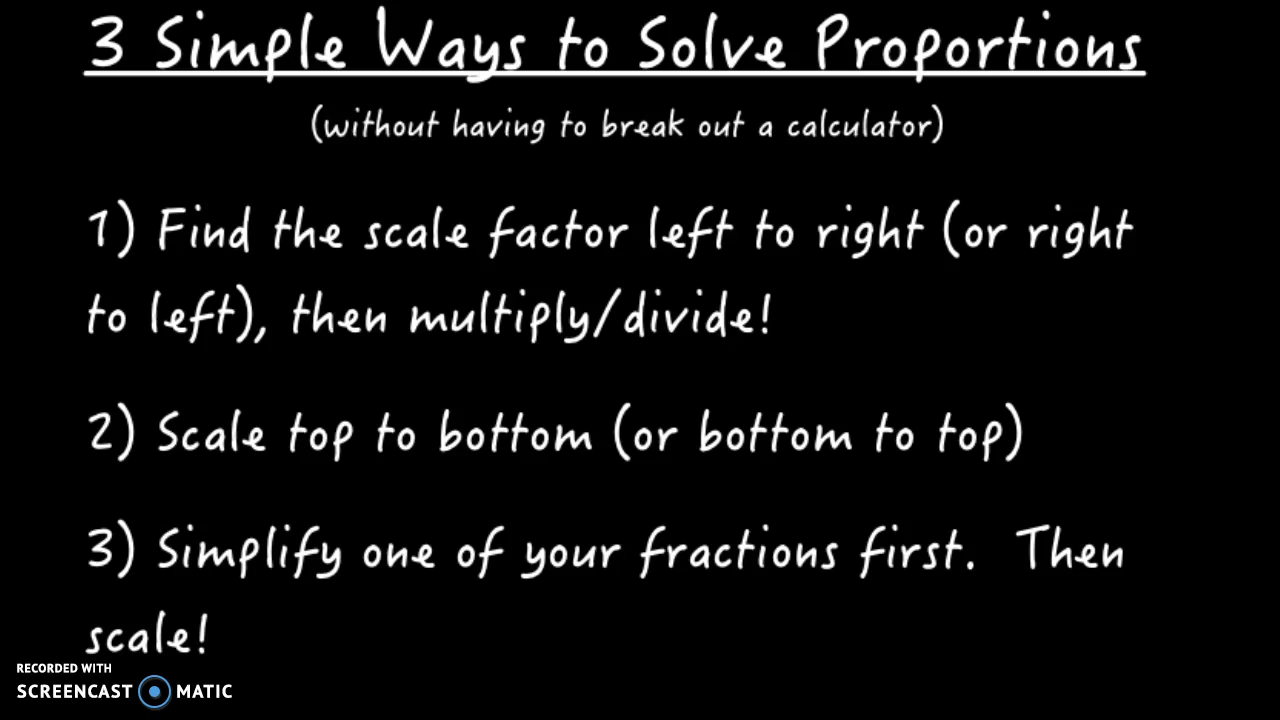 3 Simple Ways to Solve Proportions
(without having to break out a calculator)
1) Find the scale factor left to right (or right
to left), then multiply/divide!
2) Scale top to bottom (or bottom to top)
3) Simplify one of your fractions first. Then
scale!
RECORDED WITH
SCREENCAST MATIC